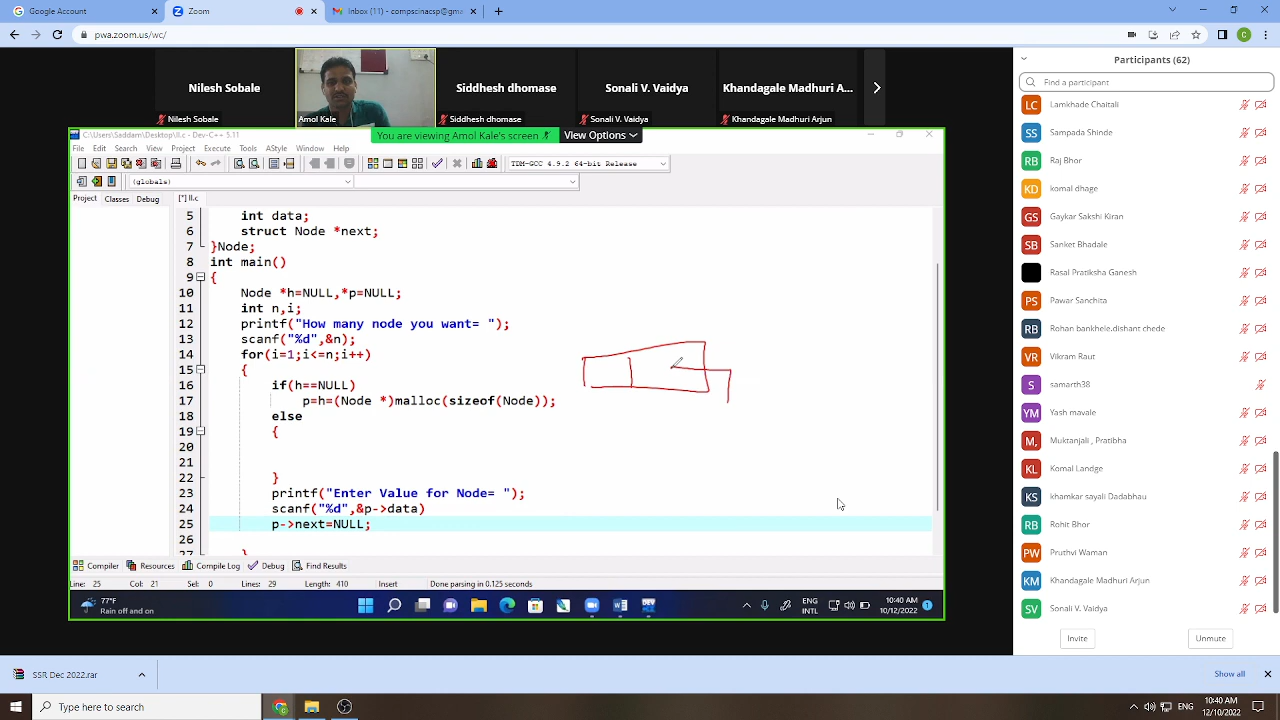 Google Account
Zoom
Inbox (11) - compscinacsp@gm
pwa.zoom.us/wc/
Nilesh Sobale
Siddhesh dhomase
Sonali V. Vaidya
Khandagale Madhuri A...
Nilesh Sobale
Amol Kale
Siddhesh dhomase
Sonali V. Vaidya
Khandagale Madhuri Arjun
C:\Users\Saddam\Desktop\ll.c - Dev-C++ 5.11
You are viewing Amol Kale's screen
View Options
File Edit Search View Project Execute Tools AStyle Window Help
TDM-GCC 4.9.2 64-bit Release
(globals)
Project Classes Debug
[*] ll.c
5 int data;
6 struct Node *next;
7 }Node;
8 int main()
9 {
10 Node *h=NULL,*p=NULL;
11 int n,i;
12 printf("How many node you want= ");
13 scanf("%d",&n);
14 for(i=1;i<=n;i++)
15 {
16 if(h==NULL)
17 p=h=(Node *)malloc(sizeof(Node));
18 else
19 {
20
21
22 }
23 printf("Enter Value for Node= ");
24 scanf("%d",&p->data)
25 p->next=NULL;
26
27 }
Compiler Resources Compile Log Debug Find Results
Line: 25 Col: 21 Sel: 0 Lines: 29 Length: 410 Insert Done parsing in 0.125 seconds
77°F
Rain off and on
ENG
INTL
10:40 AM
10/12/2022
1
Participants (62)
Find a participant
LC Lamkhade Chaitali
SS Sampada Shinde
RB Raj Bhor
KD komal dhage
GS Gaykar Sakshi Kiran
SB Sanket Bhadale
Rasal Pratiksha Ganesh
PS Pawar Sanchita
RB Rohan bankhele.dishant chede
VR Vikram Raut
S samarth38
YM Yash mavale
M, Muktanjali , Pratibha
KL Komal Landge
KS khamkar sayali Dadabhau
RB Rohit Bhor
PW Pruthvi Waman
KM Khandagale Madhuri Arjun
SV Sonali V. Vaidya
Invite
Unmute
SSR Dec 2022.rar
Show all
Type here to search
ENG
10:40 AM
12/10/2022